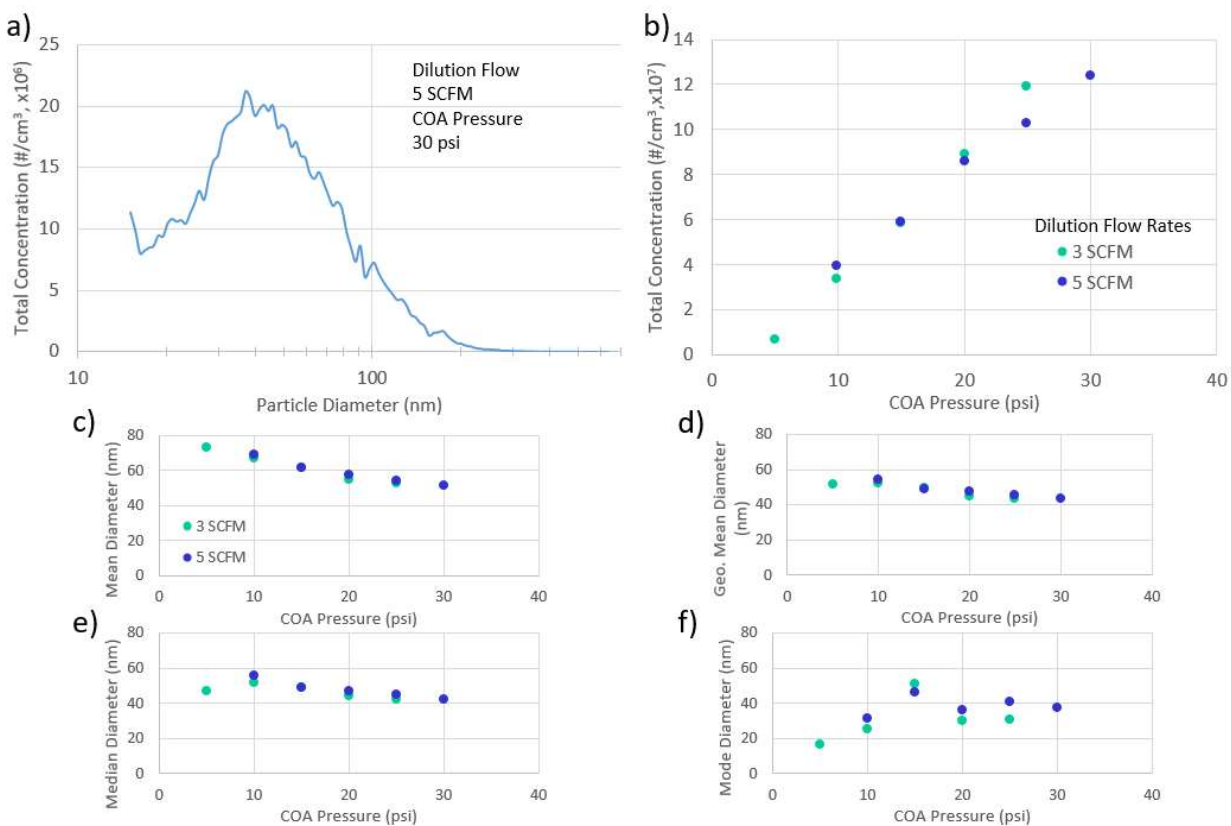 a)
Total Concentration (#/cm³, x10⁶)
25
20
15
10
5
0
10
100
Particle Diameter (nm)
Dilution Flow
5 SCFM
COA Pressure
30 psi
b)
Total Concentration (#/cm³,x10⁷)
14
12
10
8
6
4
2
0
0 10 20 30 40
COA Pressure (psi)
Dilution Flow Rates
3 SCFM
5 SCFM
c)
Mean Diameter (nm)
80
60
40
20
0
3 SCFM
5 SCFM
0 10 20 30 40
COA Pressure (psi)
d)
Geo. Mean Diameter
(nm)
80
60
40
20
0
0 10 20 30 40
COA Pressure (psi)
e)
Median Diameter (nm)
80
60
40
20
0
0 10 20 30 40
COA Pressure (psi)
f)
Mode Diameter (nm)
80
60
40
20
0
0 10 20 30 40
COA Pressure (psi)